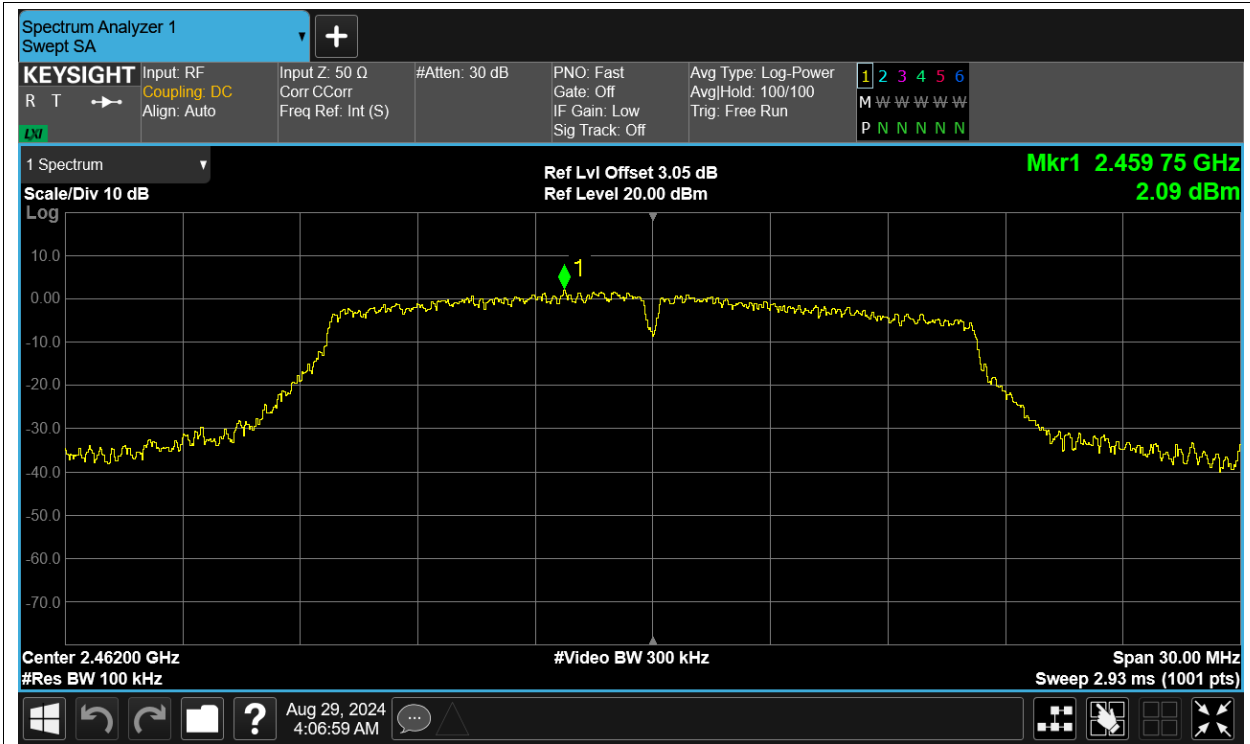 Spectrum Analyzer 1
Swept SA
+
KEYSIGHT
R T
LXI
Input: RF
Coupling: DC
Align: Auto
Input Z: 50 Ω
Corr CCorr
Freq Ref: Int (S)
#Atten: 30 dB
PNO: Fast
Gate: Off
IF Gain: Low
Sig Track: Off
Avg Type: Log-Power
Avg|Hold: 100/100
Trig: Free Run
1 2 3 4 5 6
M W W W W W
P N N N N N
1 Spectrum
Scale/Div 10 dB
Log
Ref Lvl Offset 3.05 dB
Ref Level 20.00 dBm
Mkr1 2.459 75 GHz
2.09 dBm
1
10.0
0.00
-10.0
-20.0
-30.0
-40.0
-50.0
-60.0
-70.0
Center 2.46200 GHz
#Res BW 100 kHz
#Video BW 300 kHz
Span 30.00 MHz
Sweep 2.93 ms (1001 pts)
?
Aug 29, 2024
4:06:59 AM